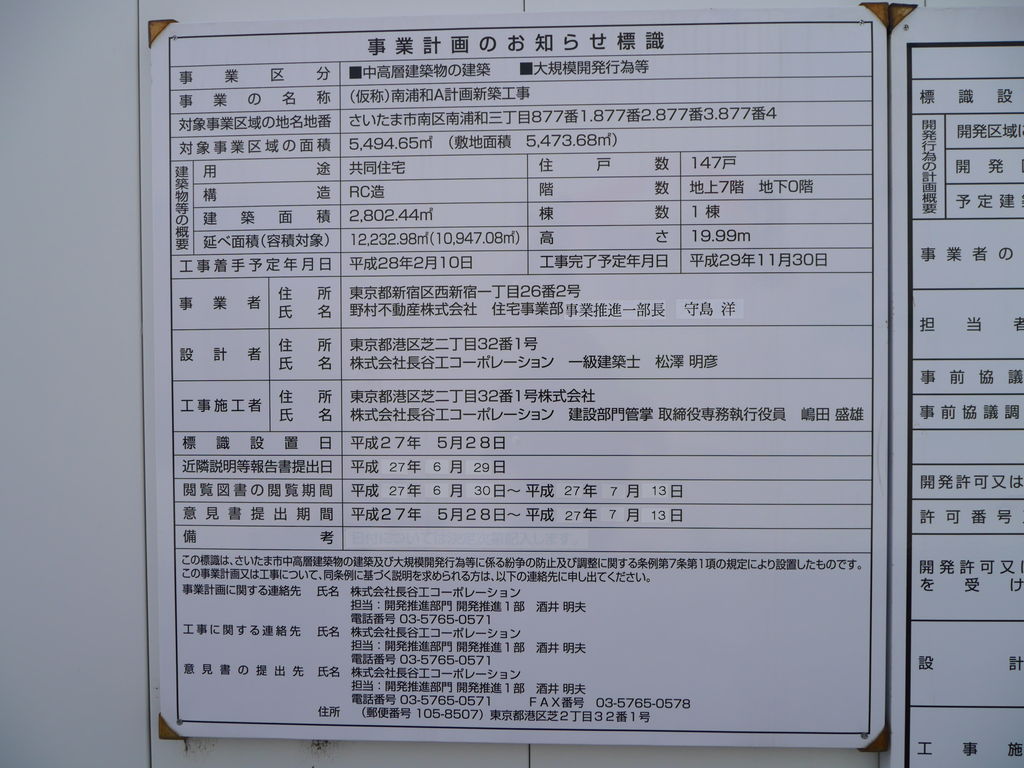 事業計画のお知らせ標識
事業区分 ■中高層建築物の建築 ■大規模開発行為等
事業の名称 (仮称)南浦和A計画新築工事
対象事業区域の地名地番 さいたま市南区南浦和三丁目877番1.877番2.877番3.877番4
対象事業区域の面積 5,494.65㎡ (敷地面積 5,473.68㎡)
建築物等の概要
用途 共同住宅 住戸数 147戸
構造 RC造 階数 地上7階 地下0階
建築面積 2,802.44㎡ 棟数 1棟
延べ面積(容積対象) 12,232.98㎡(10,947.08㎡) 高さ 19.99m
工事着手予定年月日 平成28年2月10日 工事完了予定年月日 平成29年11月30日
事業者 住所 東京都新宿区西新宿一丁目26番2号
氏名 野村不動産株式会社 住宅事業部事業推進一部長 守島 洋
設計者 住所 東京都港区芝二丁目32番1号
氏名 株式会社長谷工コーポレーション 一級建築士 松澤 明彦
工事施工者 住所 東京都港区芝二丁目32番1号株式会社
氏名 株式会社長谷工コーポレーション 建設部門管掌 取締役専務執行役員 嶋田 盛雄
標識設置日 平成27年 5月28日
近隣説明等報告書提出日 平成 27年 6月 29日
閲覧図書の閲覧期間 平成 27年 6月 30日～平成 27年 7月 13日
意見書提出期間 平成27年 5月28日～平成 27年 7月 13日
備考
この標識は、さいたま市中高層建築物の建築及び大規模開発行為等に係る紛争の防止及び調整に関する条例第7条第1項の規定により設置したものです。
この事業計画又は工事について、同条例に基づく説明を求められる方は、以下の連絡先に申し出てください。
事業計画に関する連絡先 氏名 株式会社長谷工コーポレーション
担当:開発推進部門 開発推進1部 酒井 明夫
電話番号 03-5765-0571
工事に関する連絡先 氏名 株式会社長谷工コーポレーション
担当:開発推進部門 開発推進1部 酒井 明夫
電話番号 03-5765-0571
意見書の提出先 氏名 株式会社長谷工コーポレーション
担当:開発推進部門 開発推進1部 酒井 明夫
電話番号 03-5765-0571 FAX番号 03-5765-0578
住所 (郵便番号 105-8507) 東京都港区芝2丁目32番1号
標識設
開発行為の計画概要
開発区域に
開発
予定建築
事業者の
担当者
事前協議
事前協議調
開発許可又は
許可番号
開発許可又は
を受け
設計
工事施